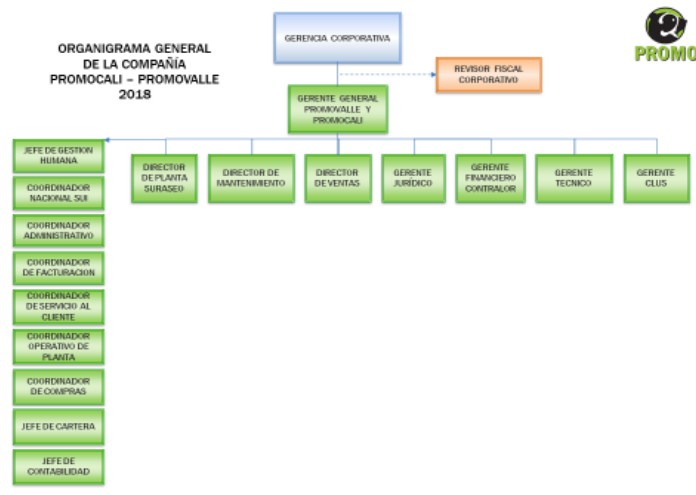 ORGANIGRAMA GENERAL
DE LA COMPAÑÍA
PROMOCALI – PROMOVALLE
2018
GERENCIA CORPORATIVA
PROMO
REVISOR FISCAL
CORPORATIVO
GERENTE GENERAL
PROMOVALLE Y
PROMOCALI
JEFE DE GESTION
HUMANA
DIRECTOR
DE PLANTA
SURASEO
DIRECTOR DE
MANTENIMIENTO
DIRECTOR
DE VENTAS
GERENTE
JURÍDICO
GERENTE
FINANCIERO
CONTRALOR
GERENTE
TECNICO
GERENTE
CLUS
COORDINADOR
NACIONAL SUI
COORDINADOR
ADMINISTRATIVO
COORDINADOR
DE FACTURACION
COORDINADOR
DE SERVICIO AL
CLIENTE
COORDINADOR
OPERATIVO DE
PLANTA
COORDINADOR
DE COMPRAS
JEFE DE CARTERA
JEFE DE
CONTABILIDAD